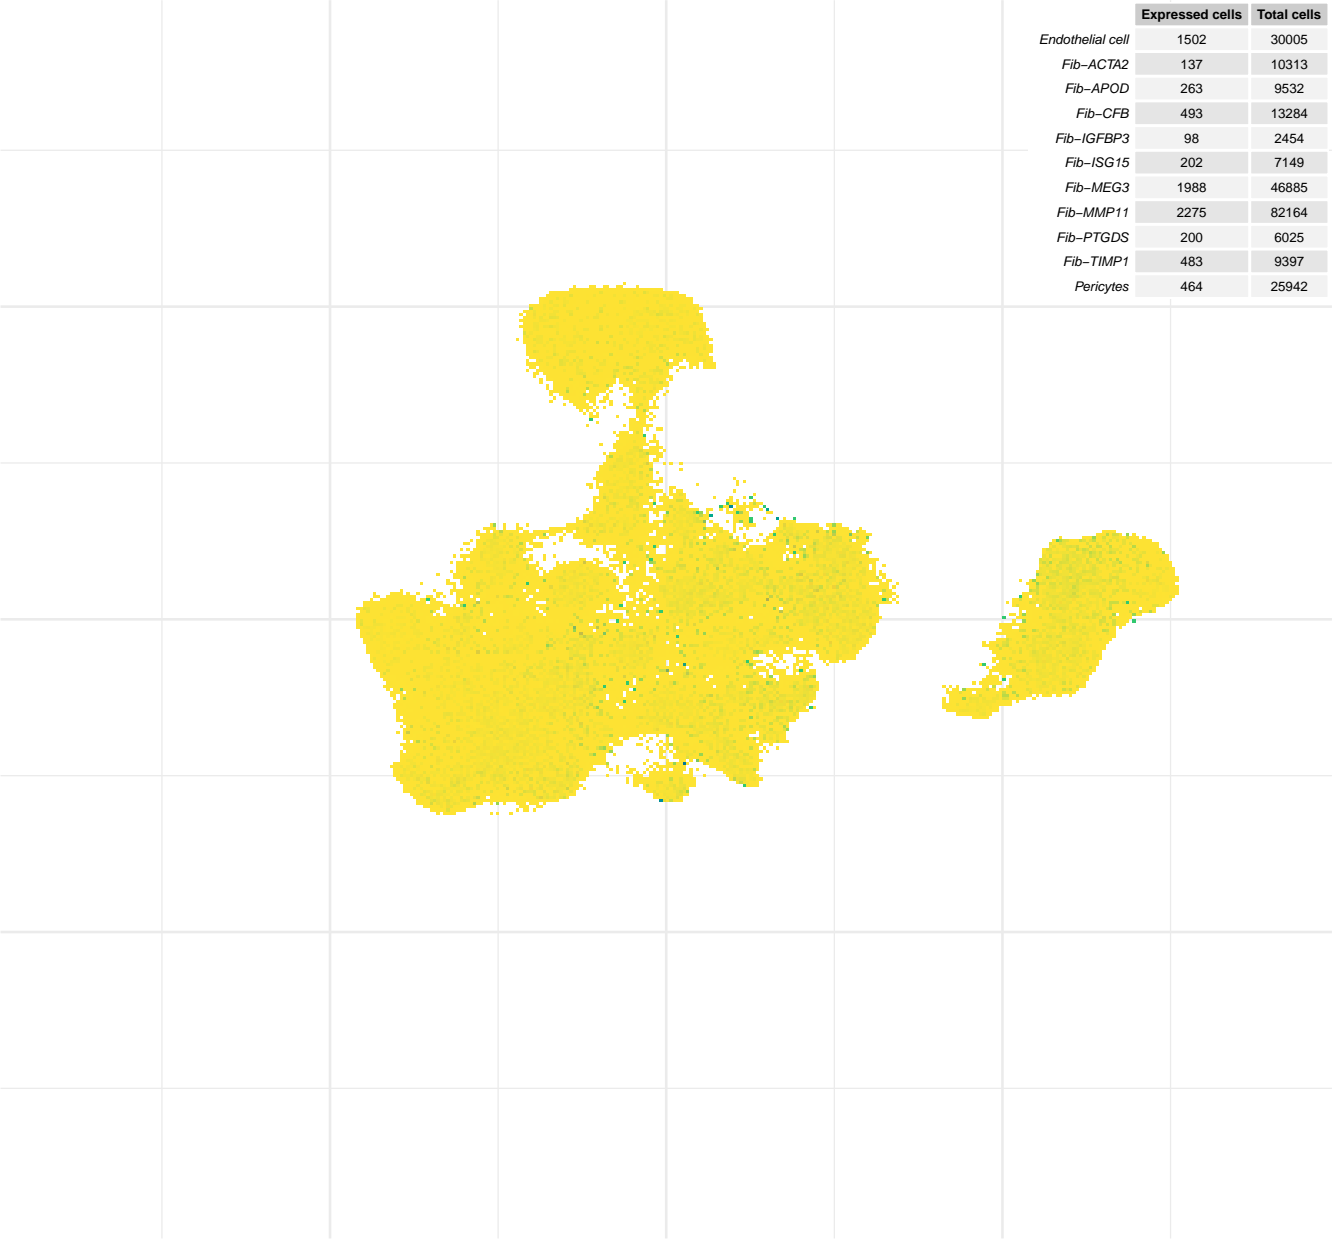 Expressed cells Total cells
Endothelial cell 1502 30005
Fib−ACTA2 137 10313
Fib−APOD 263 9532
Fib−CFB 493 13284
Fib−IGFBP3 98 2454
Fib−ISG15 202 7149
Fib−MEG3 1988 46885
Fib−MMP11 2275 82164
Fib−PTGDS 200 6025
Fib−TIMP1 483 9397
Pericytes 464 25942